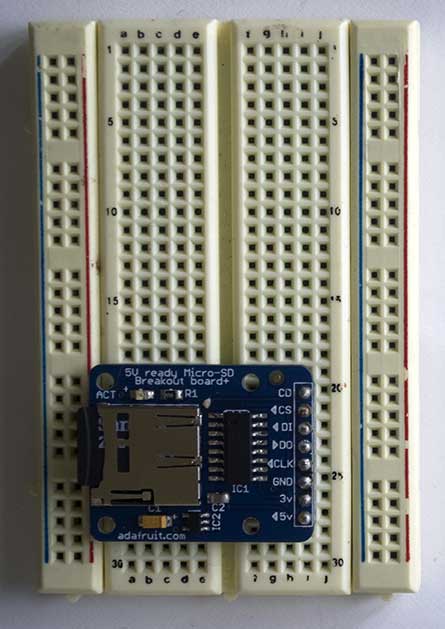 a b c d e f g h i j
1 1
5 5
10 10
15 15
5V ready Micro-SD
Breakout board+
20
ACT R1
CD
CS
DI
DO
CLK
25
GND
IC1
3v
C1 C2
5v
IC2
adafruit.com
30 30
a b c d e f g h i j